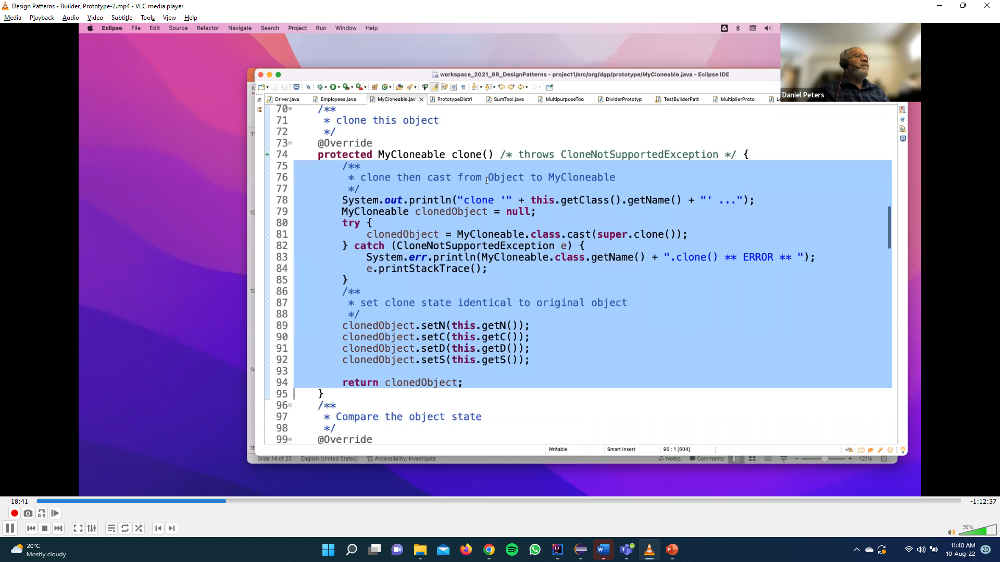 Design Patterns - Builder, Prototype-2.mp4 - VLC media player
Media Playback Audio Video Subtitle Tools View Help
Eclipse File Edit Source Refactor Navigate Search Project Run Window Help
Daniel Peters
workspace_2021_9R_DesignPatterns - project1/src/org/dgp/prototype/MyCloneable.java - Eclipse IDE
Driver.java Employees.java MyCloneable.jav PrototypeDistri SumTool.java MultipurposeToo DividerPrototyp TestBuilderPatt MultiplierProto
70 /**
71 * clone this object
72 */
73 @Override
74 protected MyCloneable clone() /* throws CloneNotSupportedException */ {
75 /**
76 * clone then cast from Object to MyCloneable
77 */
78 System.out.println("clone '" + this.getClass().getName() + "' ...");
79 MyCloneable clonedObject = null;
80 try {
81 clonedObject = MyCloneable.class.cast(super.clone());
82 } catch (CloneNotSupportedException e) {
83 System.err.println(MyCloneable.class.getName() + ".clone() ** ERROR ** ");
84 e.printStackTrace();
85 }
86 /**
87 * set clone state identical to original object
88 */
89 clonedObject.setN(this.getN());
90 clonedObject.setC(this.getC());
91 clonedObject.setD(this.getD());
92 clonedObject.setS(this.getS());
93
94 return clonedObject;
95 }
96 /**
97 * Compare the object state
98 */
99 @Override
Writable Smart Insert 95 : 1 [604]
Slide 14 of 25 English (United States) Accessibility: Investigate Notes Comments 121%
18:41 -1:12:37
90%
20°C
Mostly cloudy
11:40 AM
10-Aug-22
20